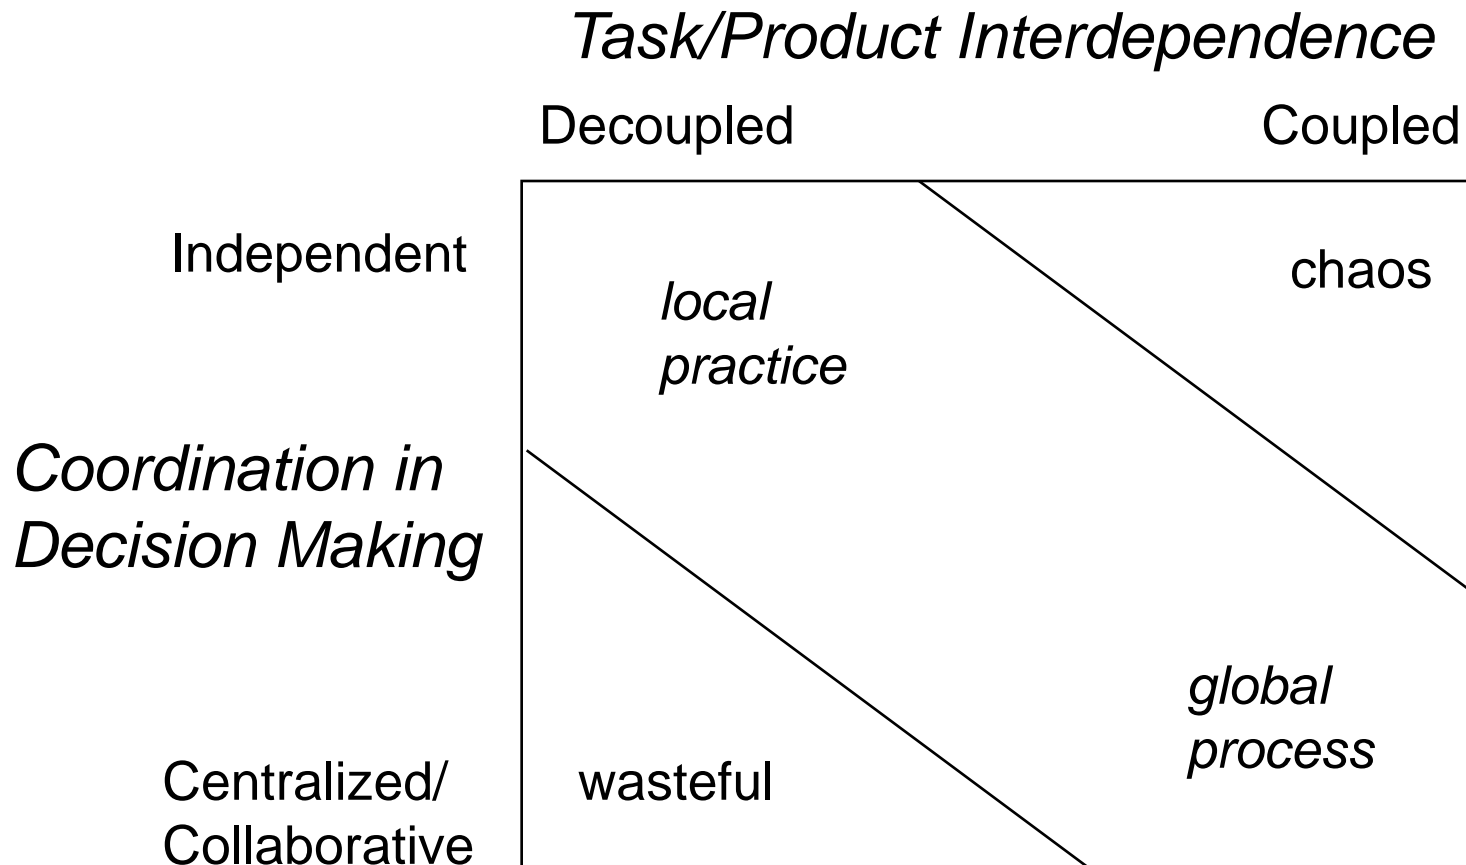 Task/Product Interdependence
Decoupled
Coupled
Independent
chaos
local
practice
Coordination in
Decision Making
global
process
Centralized/
Collaborative
wasteful